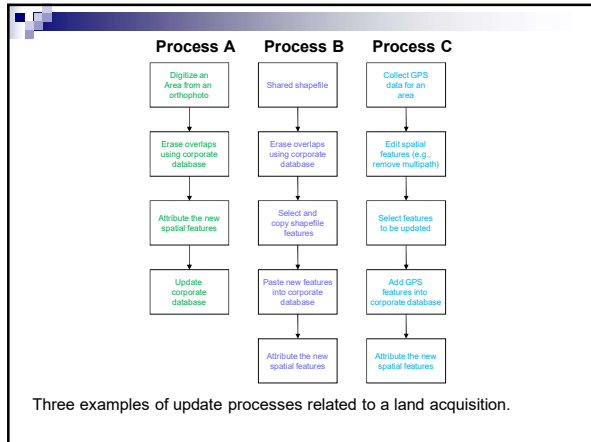 Process A
Process B
Process C
Digitize an
Area from an
orthophoto
Erase overlaps
using corporate
database
Attribute the new
spatial features
Update
corporate
database
Shared shapefile
Erase overlaps
using corporate
database
Select and
copy shapefile
features
Paste new features
into corporate
database
Attribute the new
spatial features
Collect GPS
data for an
area
Edit spatial
features (e.g.,
remove multipath)
Select features
to be updated
Add GPS
features into
corporate database
Attribute the new
spatial features
Three examples of update processes related to a land acquisition.